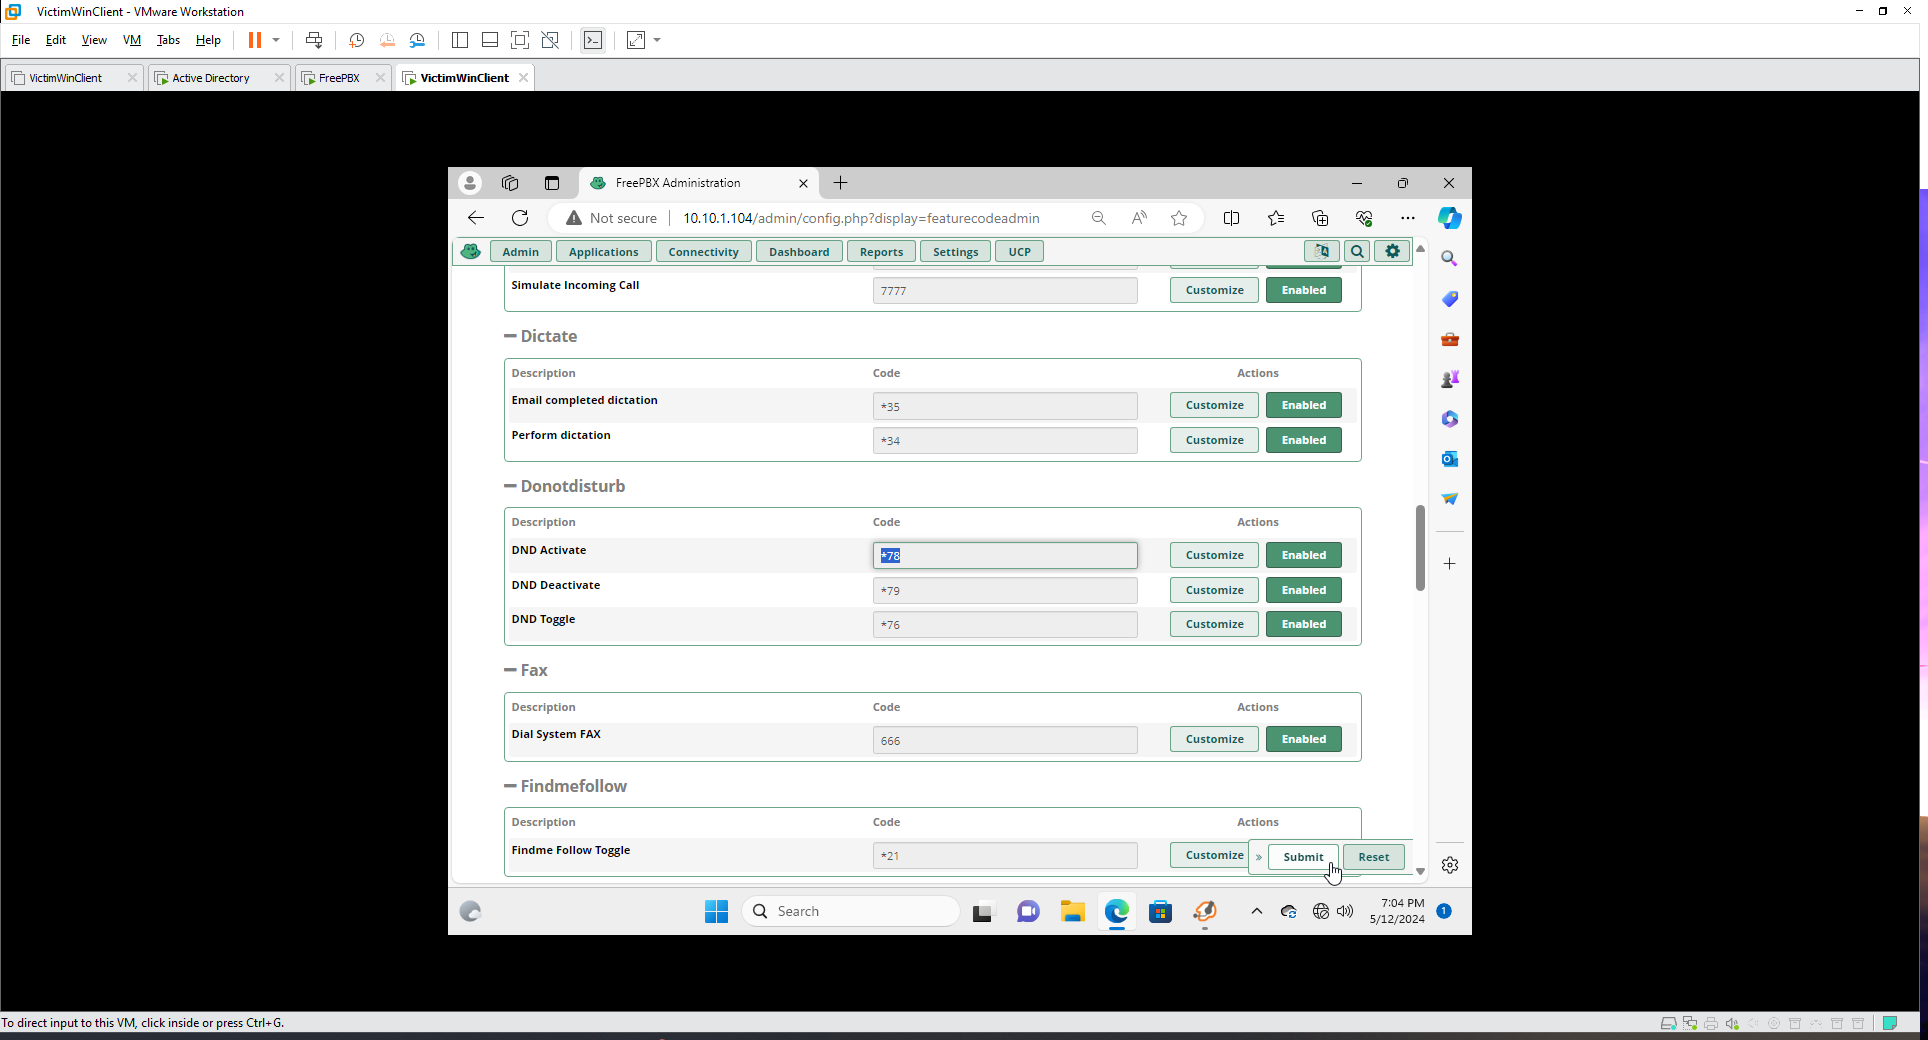 VictimWinClient - VMware Workstation
File Edit View VM Tabs Help
VictimWinClient Active Directory FreePBX VictimWinClient
FreePBX Administration
Not secure 10.10.1.104/admin/config.php?display=featurecodeadmin
Admin Applications Connectivity Dashboard Reports Settings UCP
Simulate Incoming Call 7777 Customize Enabled
Dictate
Description Code Actions
Email completed dictation *35 Customize Enabled
Perform dictation *34 Customize Enabled
Donotdisturb
Description Code Actions
DND Activate *78 Customize Enabled
DND Deactivate *79 Customize Enabled
DND Toggle *76 Customize Enabled
Fax
Description Code Actions
Dial System FAX 666 Customize Enabled
Findmefollow
Description Code Actions
Findme Follow Toggle *21 Customize » Submit Reset
Search 7:04 PM
5/12/2024 1
To direct input to this VM, click inside or press Ctrl+G.